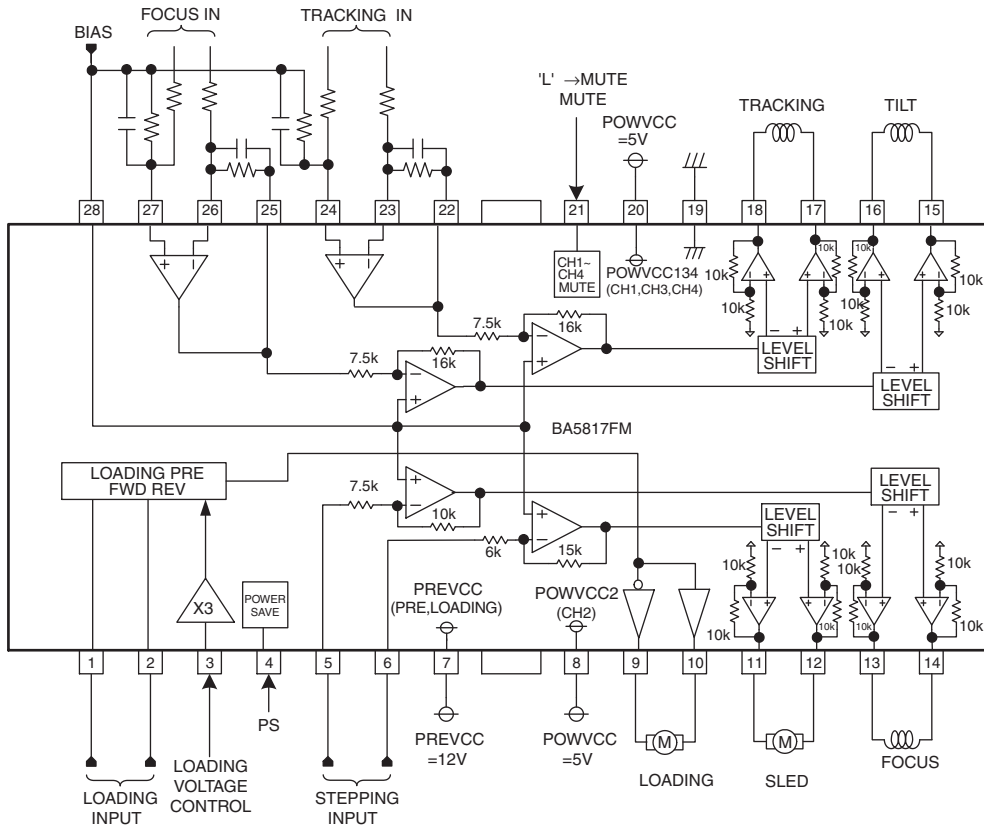 FOCUS IN
TRACKING IN
BIAS
'L' →MUTE
MUTE
POWVCC
=5V
TRACKING
TILT
28
27
26
25
24
23
22
21
20
19
18
17
16
15
+
−
+
−
CH1~
CH4
MUTE
POWVCC134
(CH1,CH3,CH4)
10k
10k
10k
10k
10k
10k
10k
10k
+
−
+
−
+
−
+
−
− +
LEVEL
SHIFT
− +
LEVEL
SHIFT
7.5k
16k
−
+
7.5k
16k
−
+
BA5817FM
LOADING PRE
FWD REV
7.5k
10k
+
−
6k
15k
+
−
LEVEL
SHIFT
− +
LEVEL
SHIFT
− +
10k
10k
10k
10k
10k
10k
10k
10k
−
+
+
−
+
−
+
−
X3
POWER
SAVE
PREVCC
(PRE,LOADING)
POWVCC2
(CH2)
1
2
3
4
5
6
7
8
9
10
11
12
13
14
PS
PREVCC
=12V
POWVCC
=5V
M
M
LOADING
SLED
FOCUS
LOADING
INPUT
LOADING
VOLTAGE
CONTROL
STEPPING
INPUT